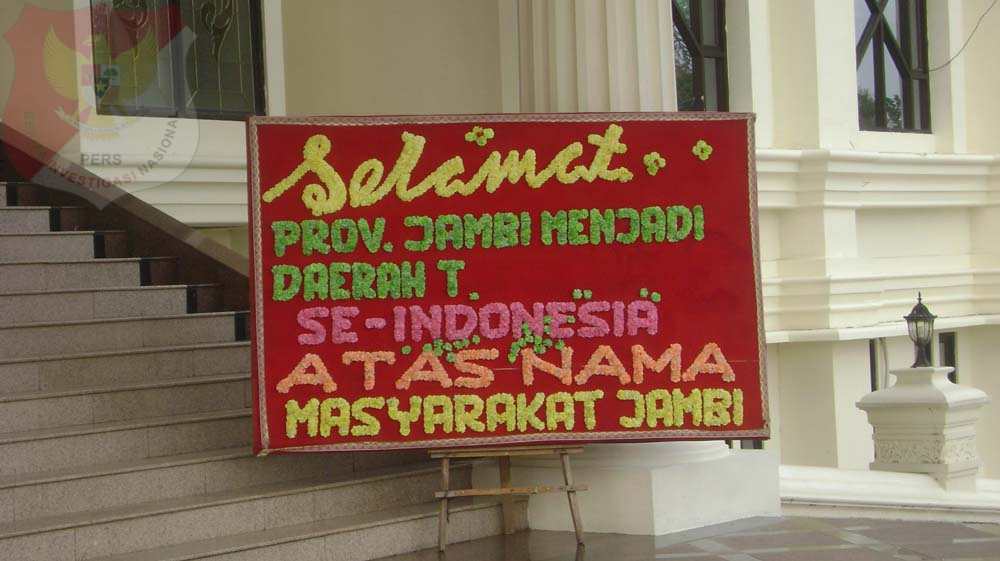 Selamat
PROV. JAMBI MENJADI
DAERAH T
SE-INDONESIA
ATAS NAMA
MASYARAKAT JAMBI
PERS
INVESTIGASI NASIONAL